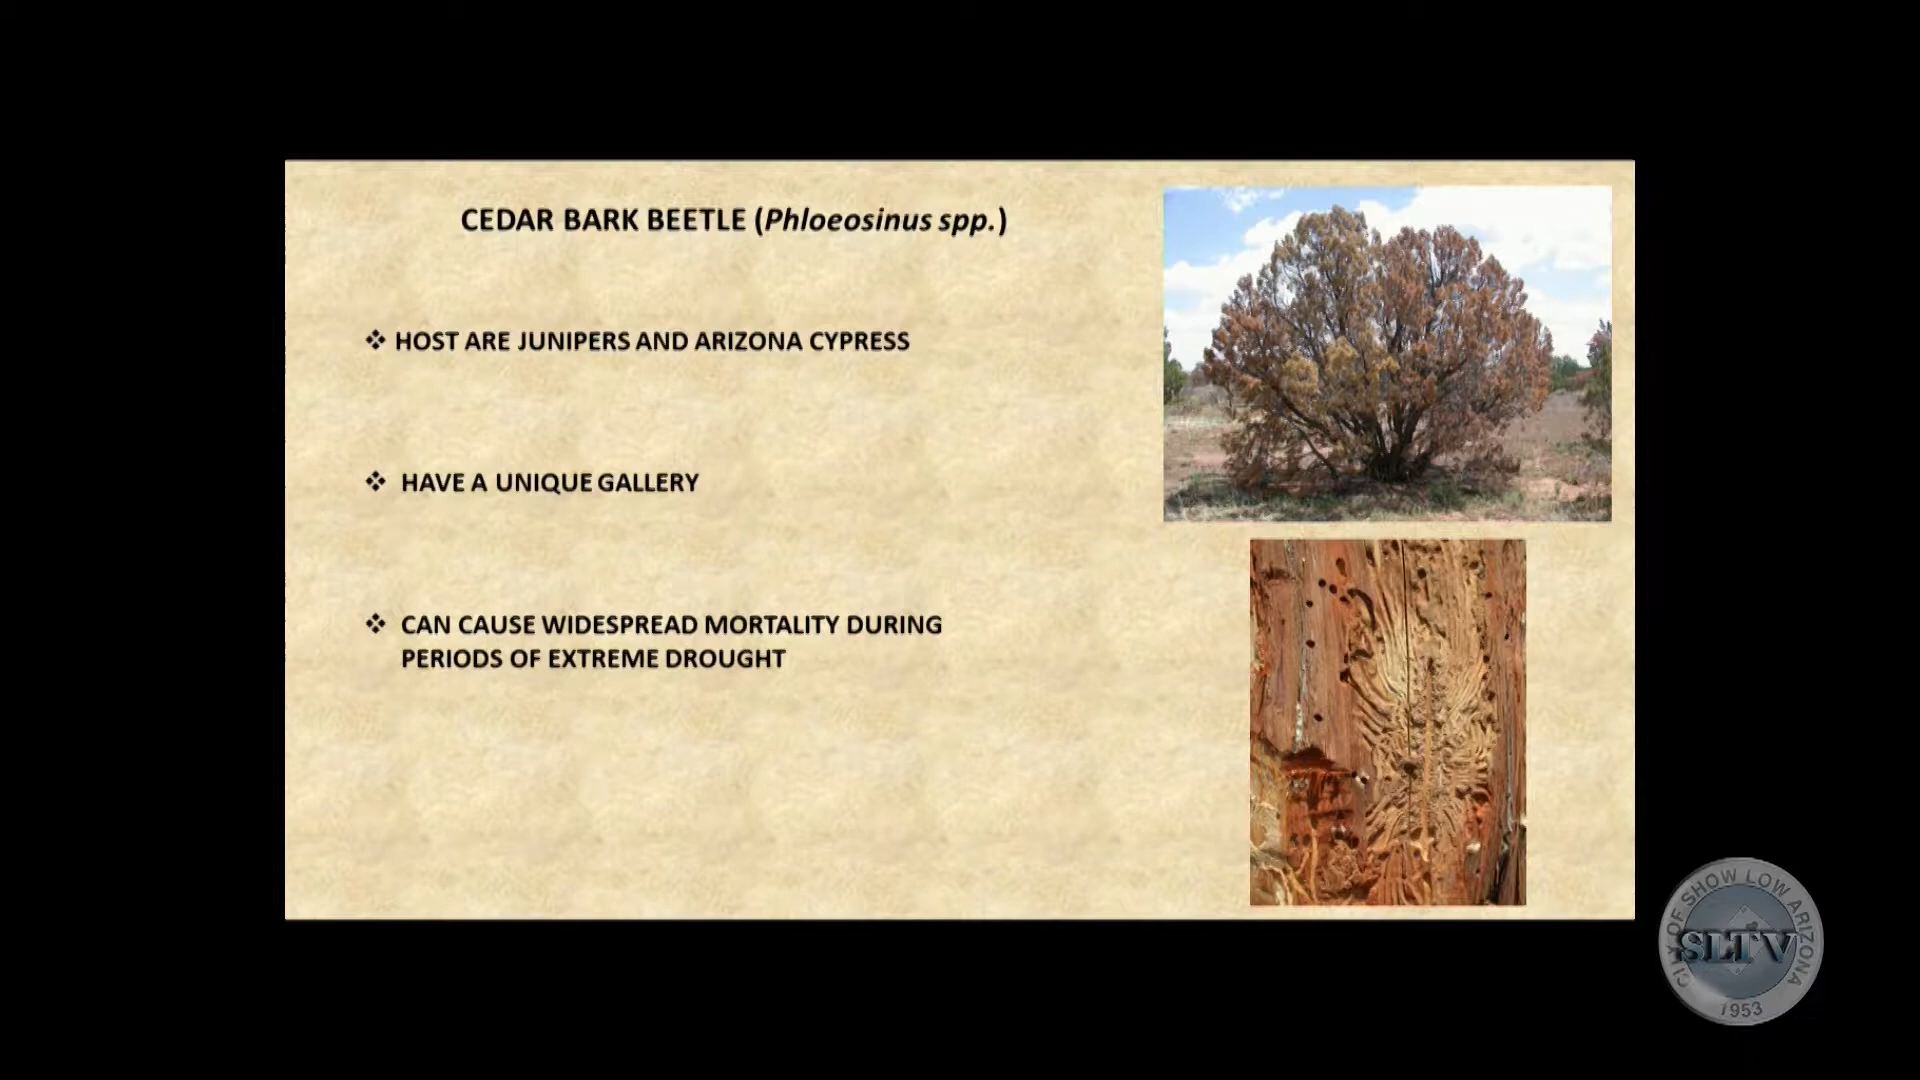 CEDAR BARK BEETLE (Phloeosinus spp.)
❖ HOST ARE JUNIPERS AND ARIZONA CYPRESS
❖ HAVE A UNIQUE GALLERY
❖ CAN CAUSE WIDESPREAD MORTALITY DURING
PERIODS OF EXTREME DROUGHT
CITY OF SHOW LOW ARIZONA
SLTV
1953